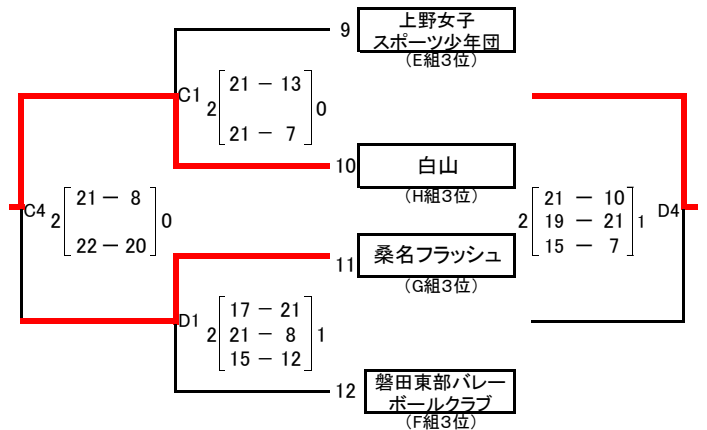 9
上野女子
スポーツ少年団
（E組3位）
C1
2
21 － 13
21 － 7
0
10
白山
（H組3位）
C4
2
21 － 8
22 － 20
0
2
21 － 10
19 － 21
15 － 7
1
D4
11
桑名フラッシュ
（G組3位）
D1
2
17 － 21
21 － 8
15 － 12
1
12
磐田東部バレー
ボールクラブ
（F組3位）